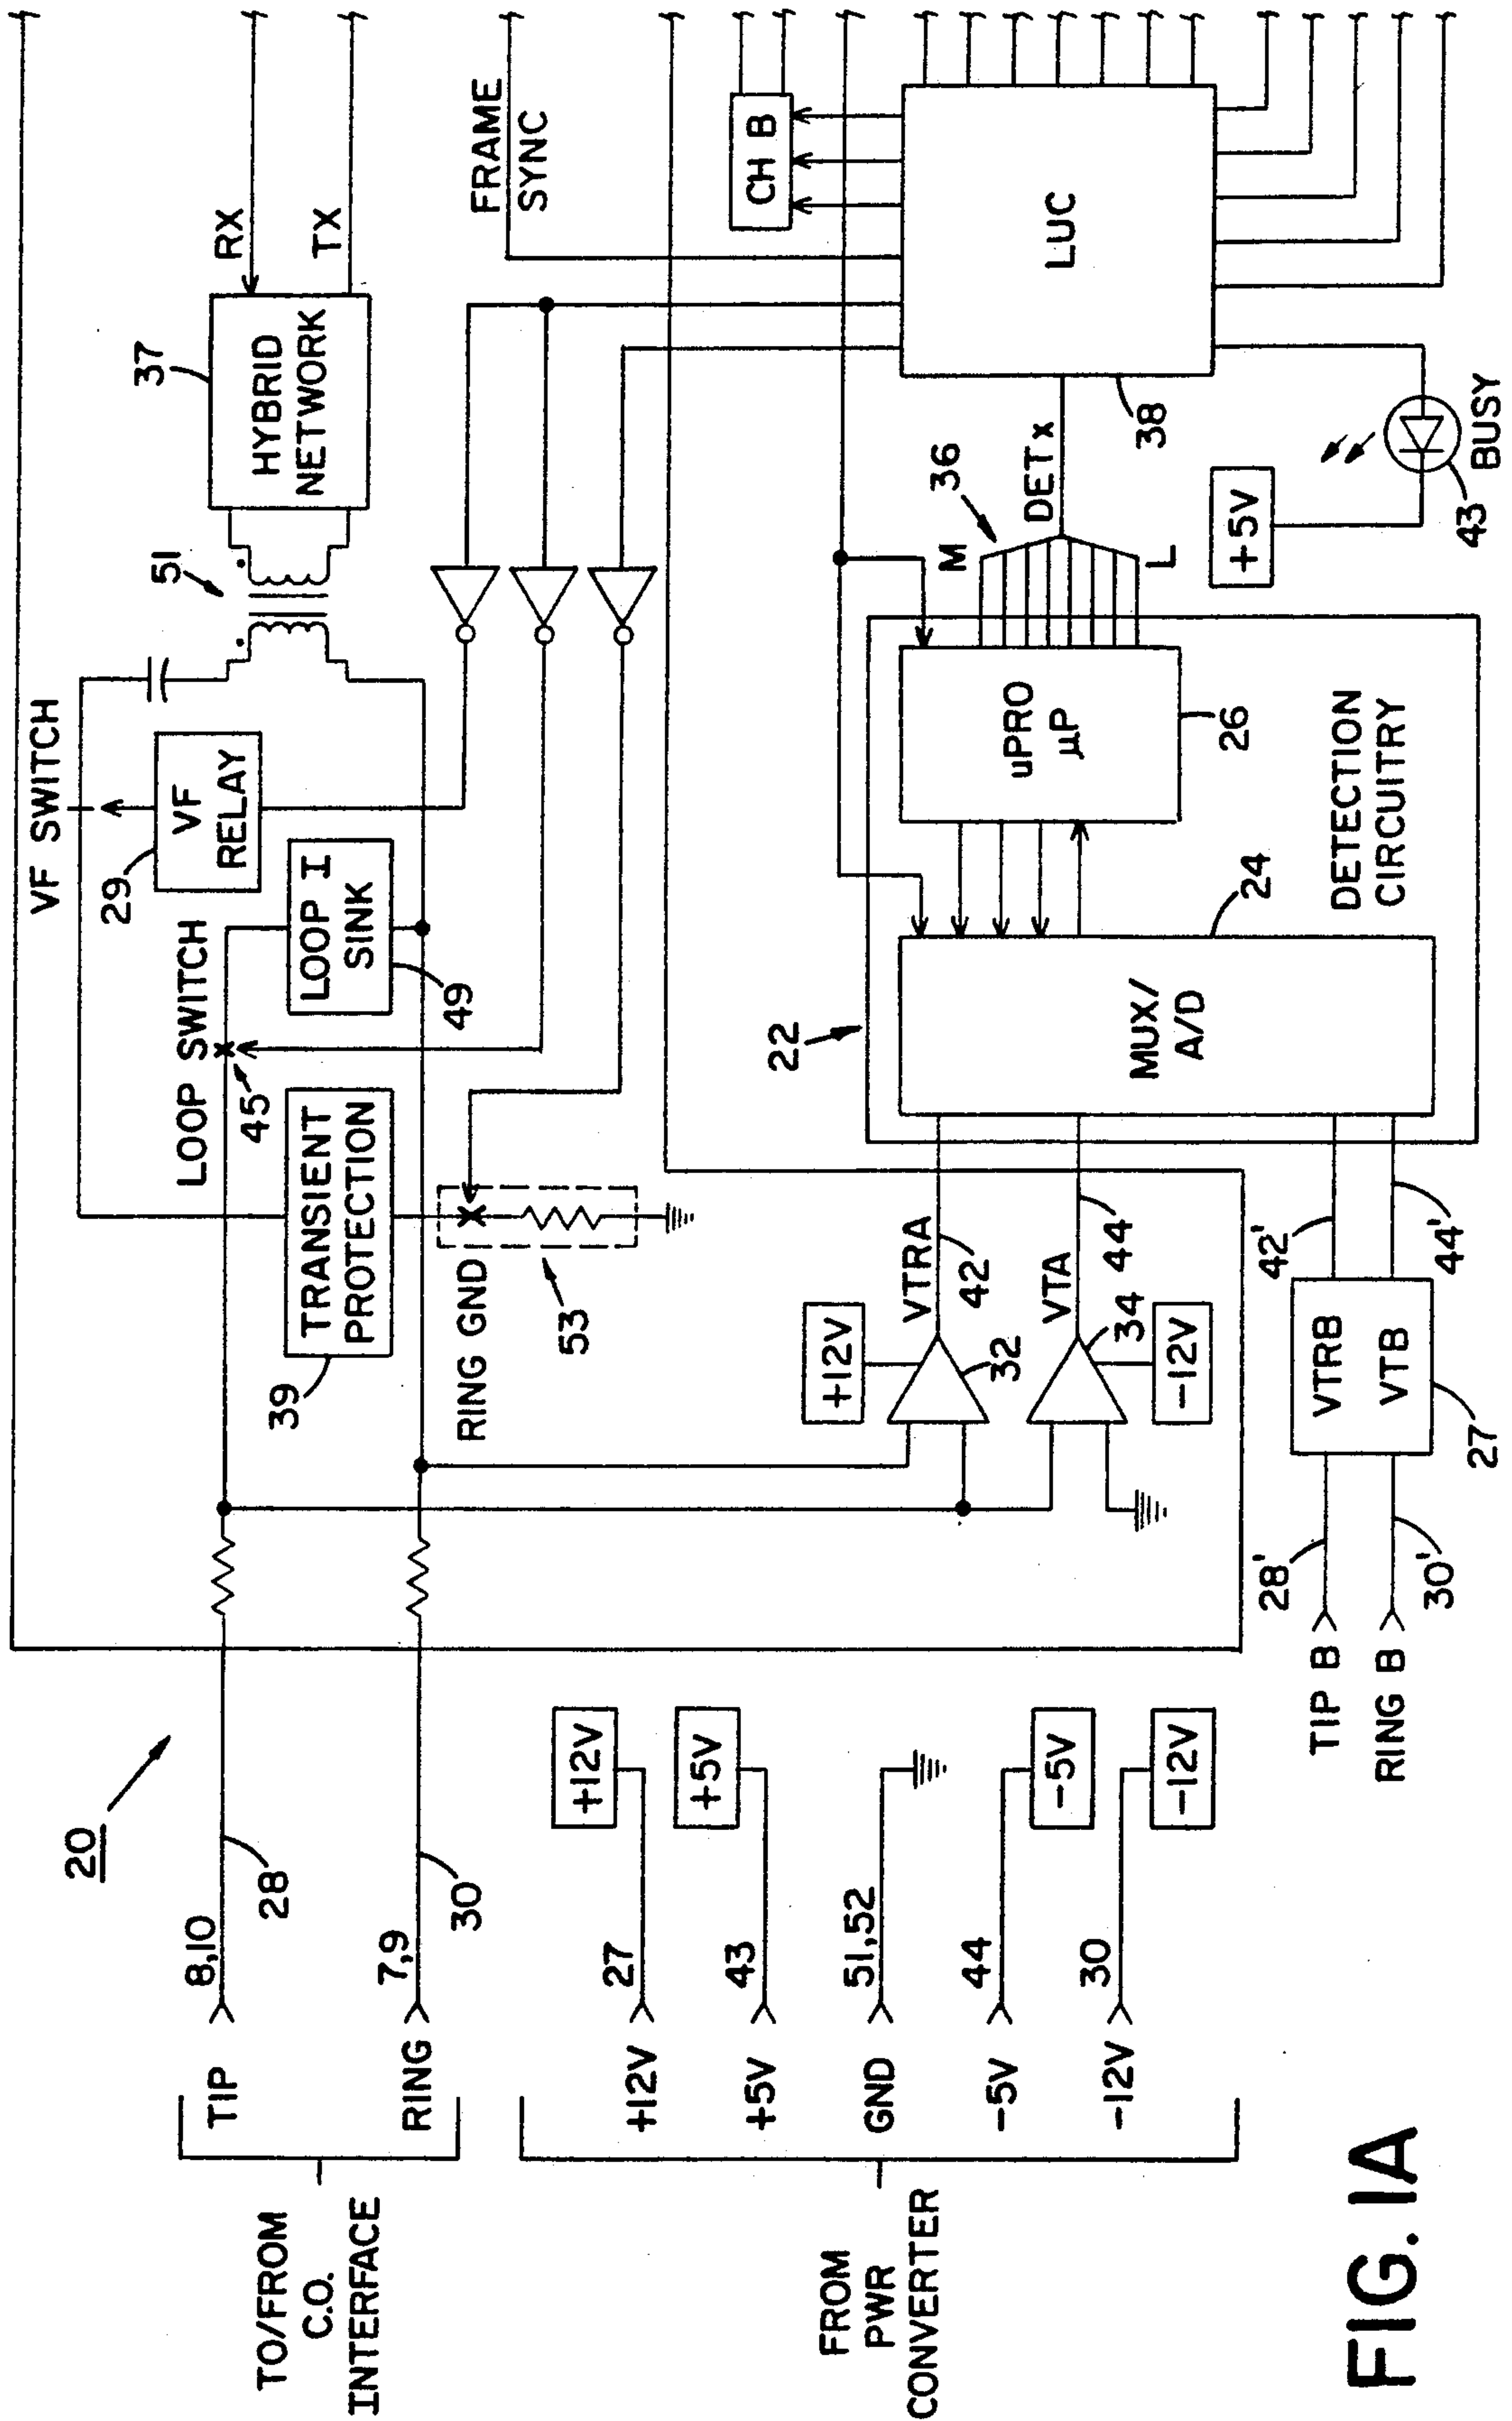 20
TO/FROM
C.O.
INTERFACE
TIP
8,10
28
RING
7,9
30
FROM
PWR
CONVERTER
+12V
27
+12V
+5V
43
+5V
GND
51,52
-5V
44
-5V
-12V
30
-12V
LOOP SWITCH
45
VF SWITCH
29
VF
RELAY
LOOP I
SINK
49
TRANSIENT
PROTECTION
39
RING GND
53
51
37
HYBRID
NETWORK
RX
TX
FRAME
SYNC
CH B
LUC
38
DETx
36
M
L
+5V
43
BUSY
uPRO
µP
26
22
MUX/
A/D
24
DETECTION
CIRCUITRY
+12V
VTRA
42
32
VTA
44
34
-12V
42'
44'
VTRB
VTB
27
TIP B
28'
RING B
30'
FIG. 1A